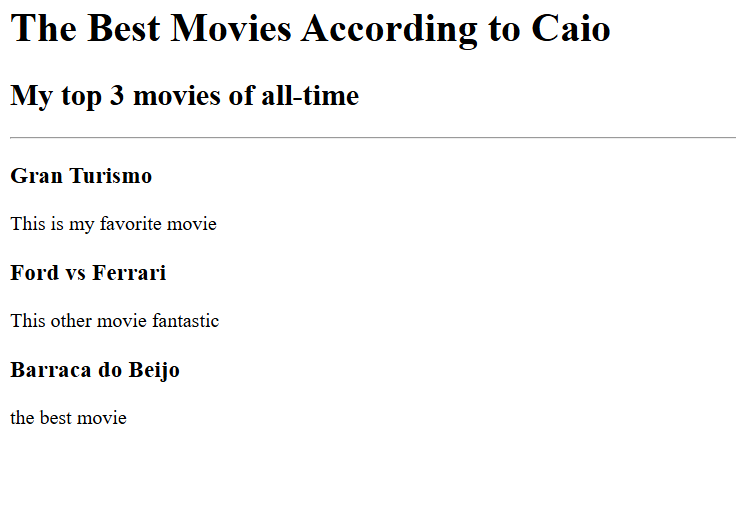 The Best Movies According to Caio
My top 3 movies of all-time
Gran Turismo
This is my favorite movie
Ford vs Ferrari
This other movie fantastic
Barraca do Beijo
the best movie